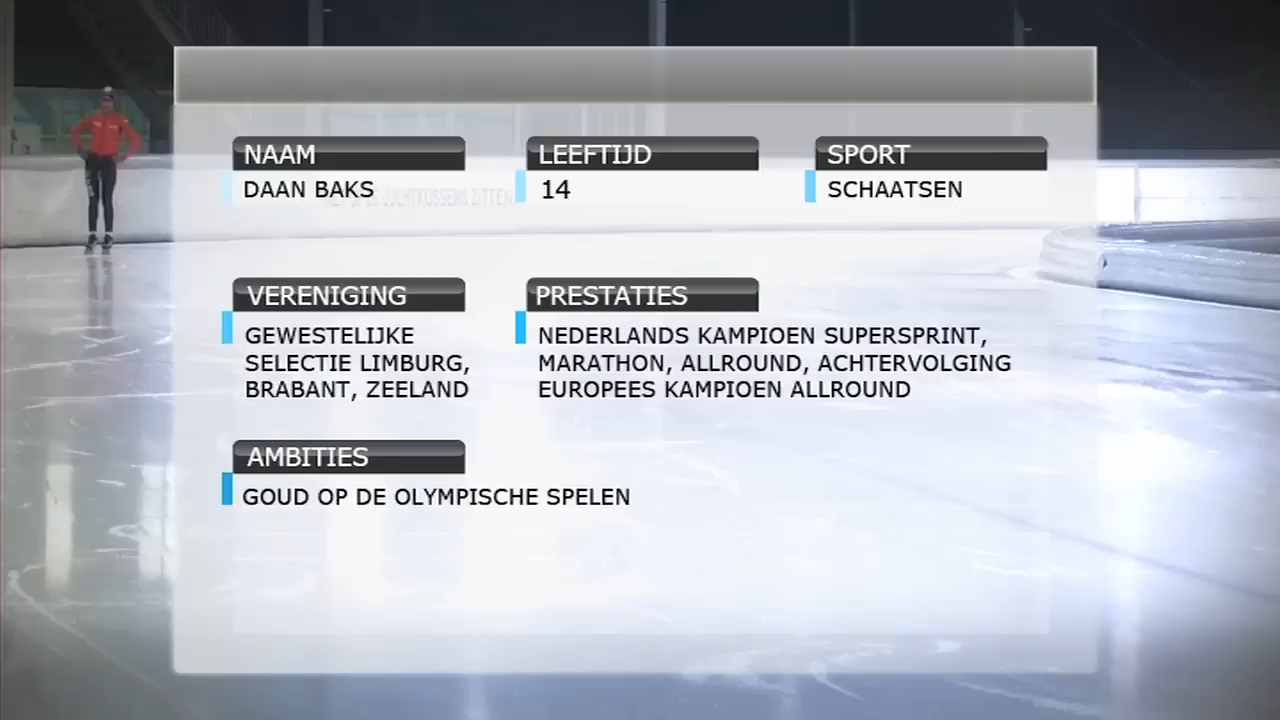 NAAM
DAAN BAKS
LEEFTIJD
14
SPORT
SCHAATSEN
VERENIGING
GEWESTELIJKE
SELECTIE LIMBURG,
BRABANT, ZEELAND
PRESTATIES
NEDERLANDS KAMPIOEN SUPERSPRINT,
MARATHON, ALLROUND, ACHTERVOLGING
EUROPEES KAMPIOEN ALLROUND
AMBITIES
GOUD OP DE OLYMPISCHE SPELEN